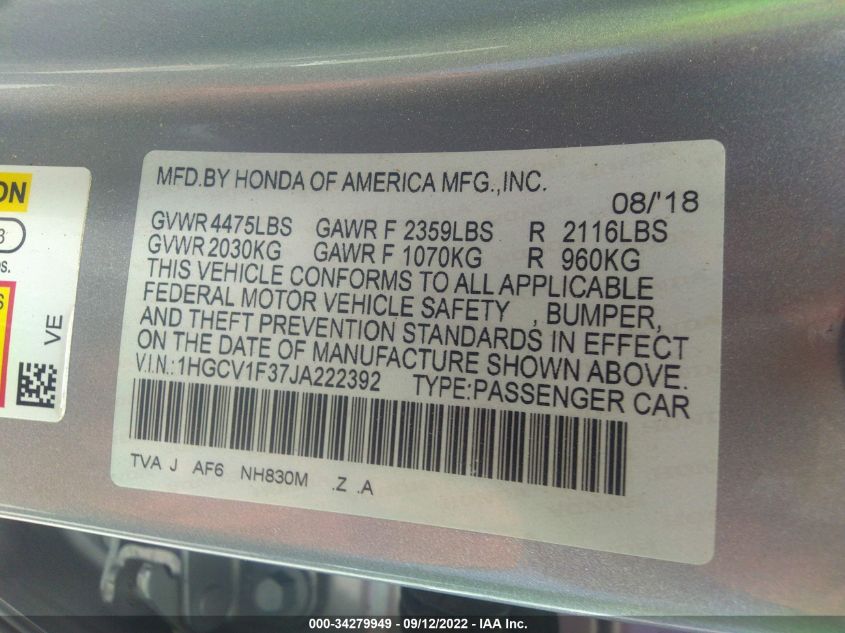 ON
3
OS.
S
VE
MFD.BY HONDA OF AMERICA MFG.,INC.
08/'18
GVWR 4475LBS GAWR F 2359LBS R 2116LBS
GVWR 2030KG GAWR F 1070KG R 960KG
THIS VEHICLE CONFORMS TO ALL APPLICABLE
FEDERAL MOTOR VEHICLE SAFETY , BUMPER,
AND THEFT PREVENTION STANDARDS IN EFFECT
ON THE DATE OF MANUFACTURE SHOWN ABOVE.
V.I.N.:1HGCV1F37JA222392 TYPE:PASSENGER CAR
TVA J AF6 NH830M .Z .A
000-34279949 - 09/12/2022 - IAA Inc.